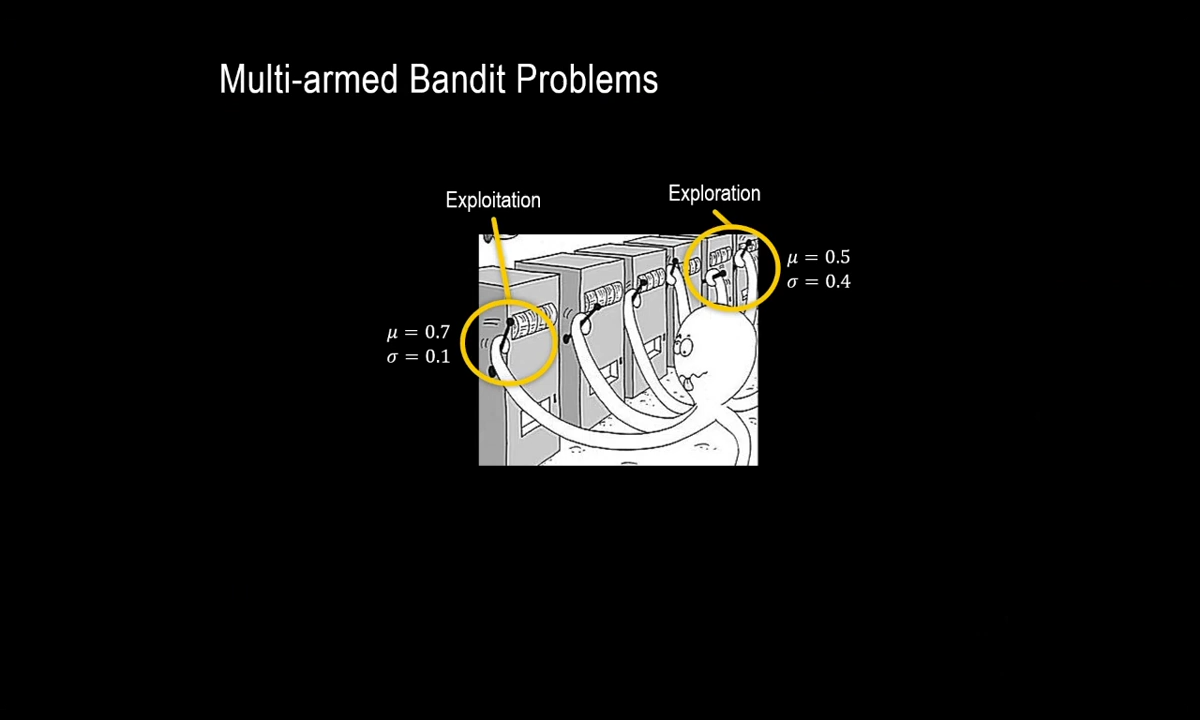 Multi-armed Bandit Problems
Exploitation
Exploration
μ = 0.5
σ = 0.4
μ = 0.7
σ = 0.1